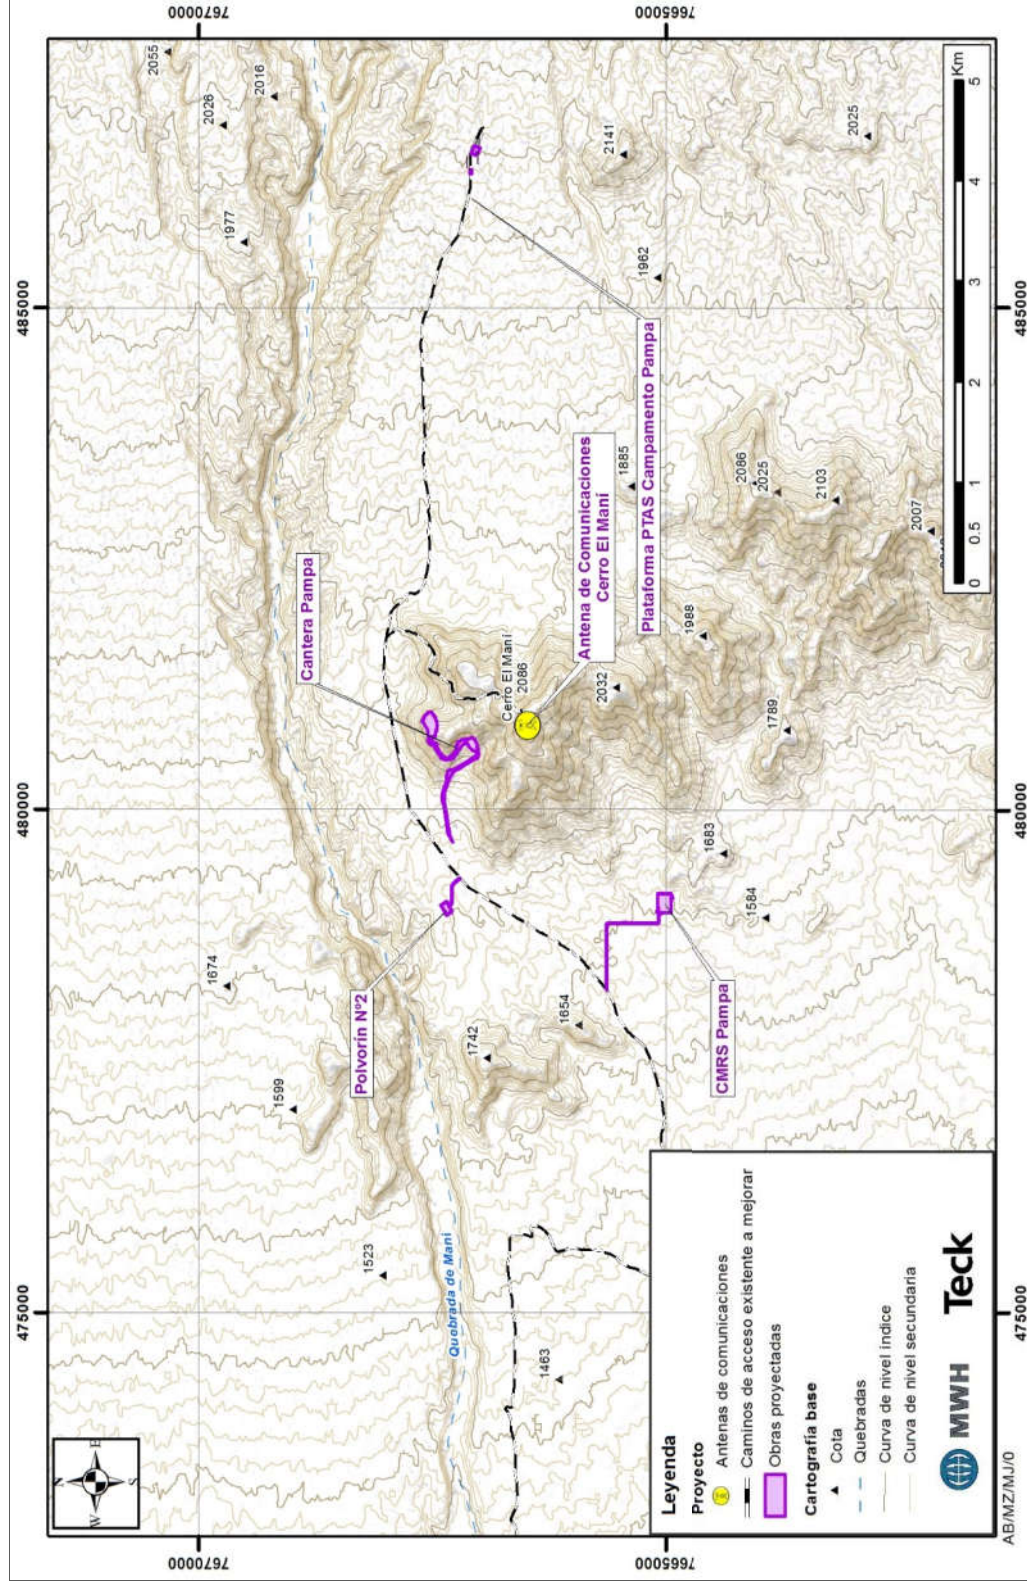 7670000
7665000
475000
480000
485000
N
W
E
S
2055
2026
2016
1977
2141
2025
1962
1885
2086
2025
2103
2007
1988
2032
1789
1683
1584
1674
1599
1523
1742
1654
1463
Quebrada de Maní
Cantera Pampa
Polvorín Nº2
Cerro El Maní
2086
Antena de Comunicaciones
Cerro El Maní
Plataforma PTAS Campamento Pampa
CMRS Pampa
Leyenda
Proyecto
Antenas de comunicaciones
Caminos de acceso existente a mejorar
Obras proyectadas
Cartografía base
Cota
Quebradas
Curva de nivel índice
Curva de nivel secundaria
MWH
Teck
0 0.5 1 2 3 4 5
Km
475000
480000
485000
7670000
7665000
AB/MZ/MJ/0